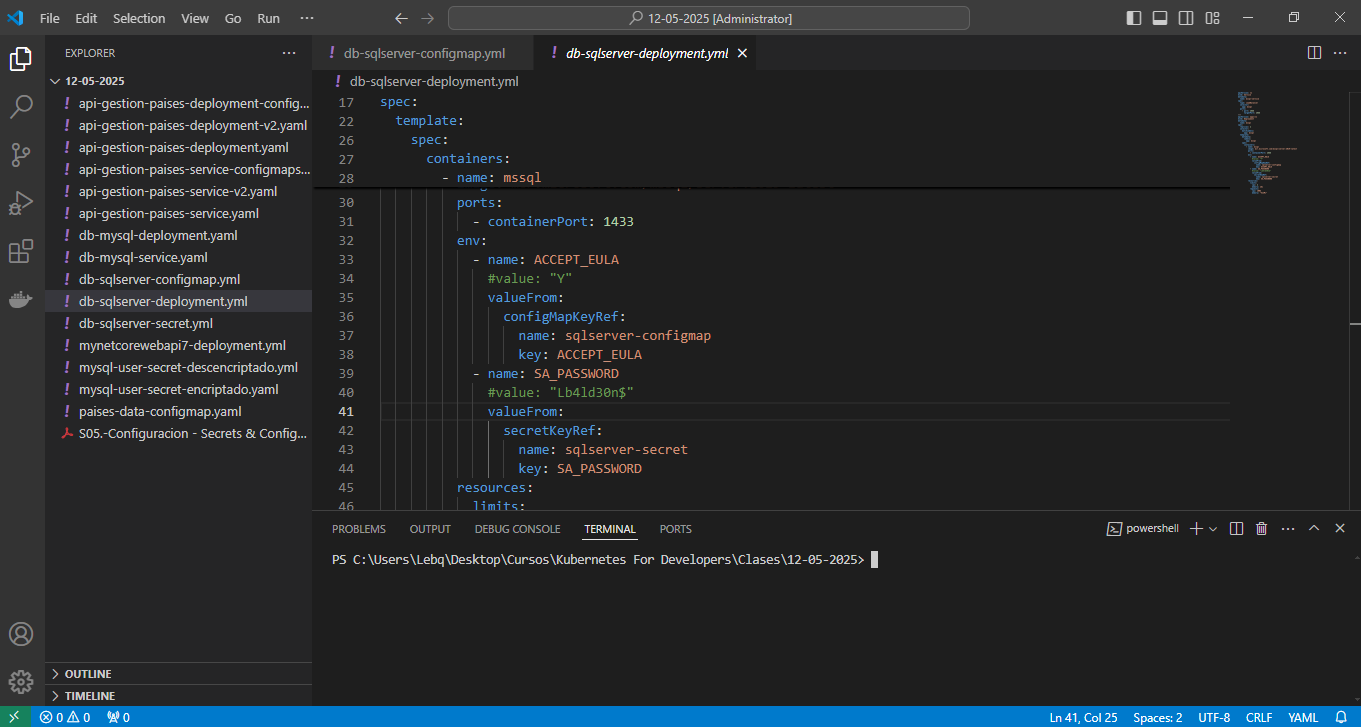 File Edit Selection View Go Run ···
12-05-2025 [Administrator]
EXPLORER
12-05-2025
api-gestion-paises-deployment-config...
api-gestion-paises-deployment-v2.yaml
api-gestion-paises-deployment.yaml
api-gestion-paises-service-configmaps...
api-gestion-paises-service-v2.yaml
api-gestion-paises-service.yaml
db-mysql-deployment.yaml
db-mysql-service.yaml
db-sqlserver-configmap.yml
db-sqlserver-deployment.yml
db-sqlserver-secret.yml
mynetcorewebapi7-deployment.yml
mysql-user-secret-descencriptado.yml
mysql-user-secret-encriptado.yaml
paises-data-configmap.yaml
S05.-Configuracion - Secrets & Config...
OUTLINE
TIMELINE
! db-sqlserver-configmap.yml ! db-sqlserver-deployment.yml
! db-sqlserver-deployment.yml
17 spec:
22 template:
26 spec:
27 containers:
28 - name: mssql
30 ports:
31 - containerPort: 1433
32 env:
33 - name: ACCEPT_EULA
34 #value: "Y"
35 valueFrom:
36 configMapKeyRef:
37 name: sqlserver-configmap
38 key: ACCEPT_EULA
39 - name: SA_PASSWORD
40 #value: "Lb4ld30n$"
41 valueFrom:
42 secretKeyRef:
43 name: sqlserver-secret
44 key: SA_PASSWORD
45 resources:
46 limits:
PROBLEMS OUTPUT DEBUG CONSOLE TERMINAL PORTS
powershell
PS C:\Users\Lebq\Desktop\Cursos\Kubernetes For Developers\Clases\12-05-2025>
0 0 0
Ln 41, Col 25 Spaces: 2 UTF-8 CRLF YAML